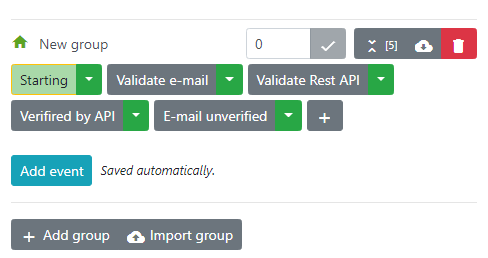 New group 0 [5]
Starting Validate e-mail Validate Rest API
Verifired by API E-mail unverified +
Add event Saved automatically.
+ Add group Import group